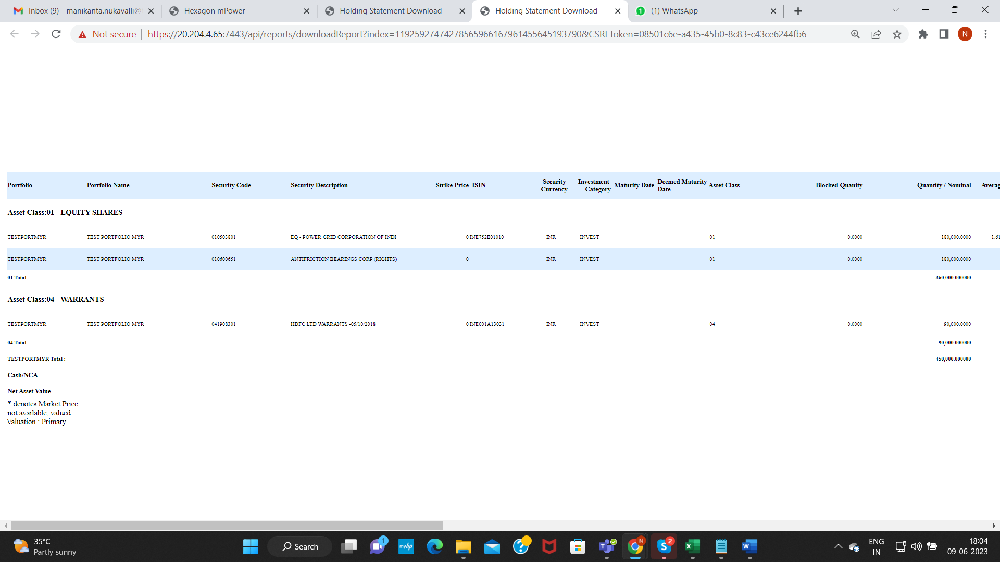 Inbox (9) - manikanta.nukavalli@
Hexagon mPower
Holding Statement Download
Holding Statement Download
(1) WhatsApp
Not secure
https://20.204.4.65:7443/api/reports/downloadReport?index=119259274742785659661679614556451937​90&CSRFToken=08501c6e-a435-45b0-8c83-c43ce6244fb6
N
Portfolio Portfolio Name Security Code Security Description Strike Price ISIN Security Currency Investment Category Maturity Date Deemed Maturity Date Asset Class Blocked Quanity Quantity / Nominal Averag
Asset Class:01 - EQUITY SHARES
TESTPORTMYR TEST PORTFOLIO MYR 010503801 EQ - POWER GRID CORPORATION OF INDI 0 INE752E01010 INR INVEST 01 0.0000 180,000.0000 1.61
TESTPORTMYR TEST PORTFOLIO MYR 010600651 ANTIFRICTION BEARINGS CORP (RIGHTS) 0 INR INVEST 01 0.0000 180,000.0000
01 Total : 360,000.000000
Asset Class:04 - WARRANTS
TESTPORTMYR TEST PORTFOLIO MYR 041908301 HDFC LTD WARRANTS -05/10/2018 0 INE001A13031 INR INVEST 04 0.0000 90,000.0000
04 Total : 90,000.000000
TESTPORTMYR Total : 450,000.000000
Cash/NCA
Net Asset Value
* denotes Market Price
not available, valued..
Valuation : Primary
35°C
Partly sunny
Search
1
myhp
N
2
ENG
IN
18:04
09-06-2023